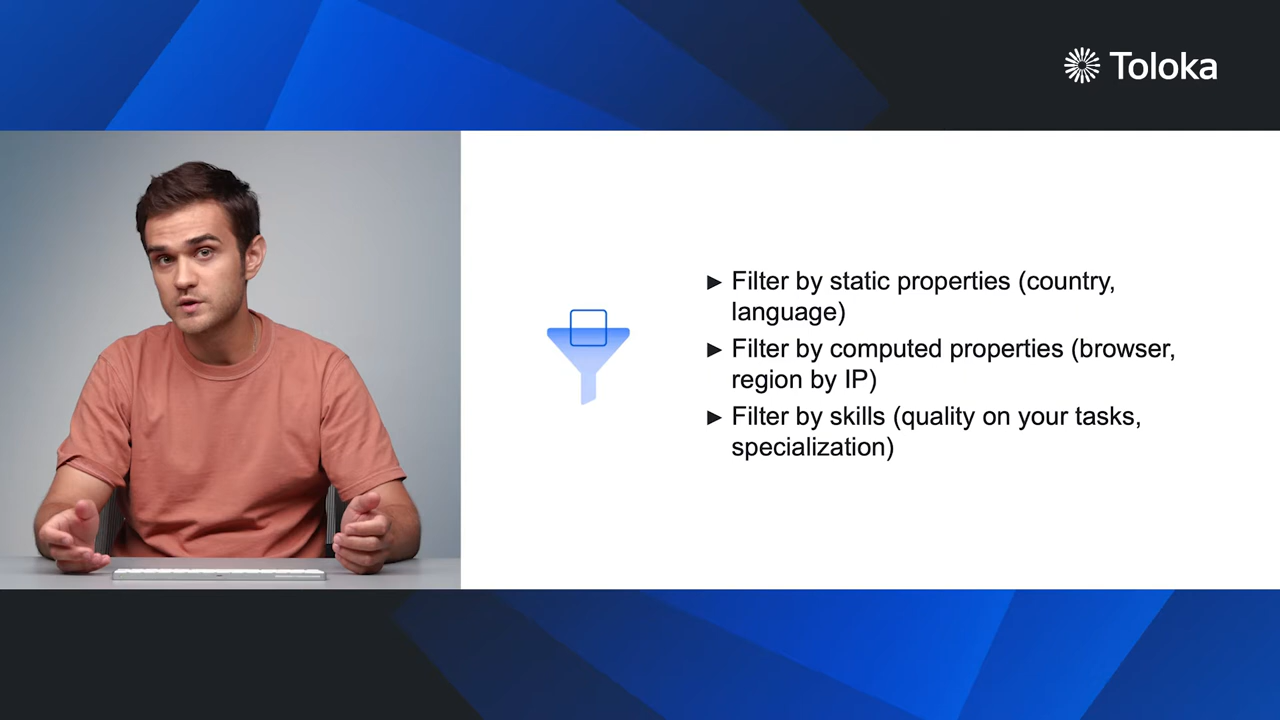 Toloka
► Filter by static properties (country,
language)
► Filter by computed properties (browser,
region by IP)
► Filter by skills (quality on your tasks,
specialization)